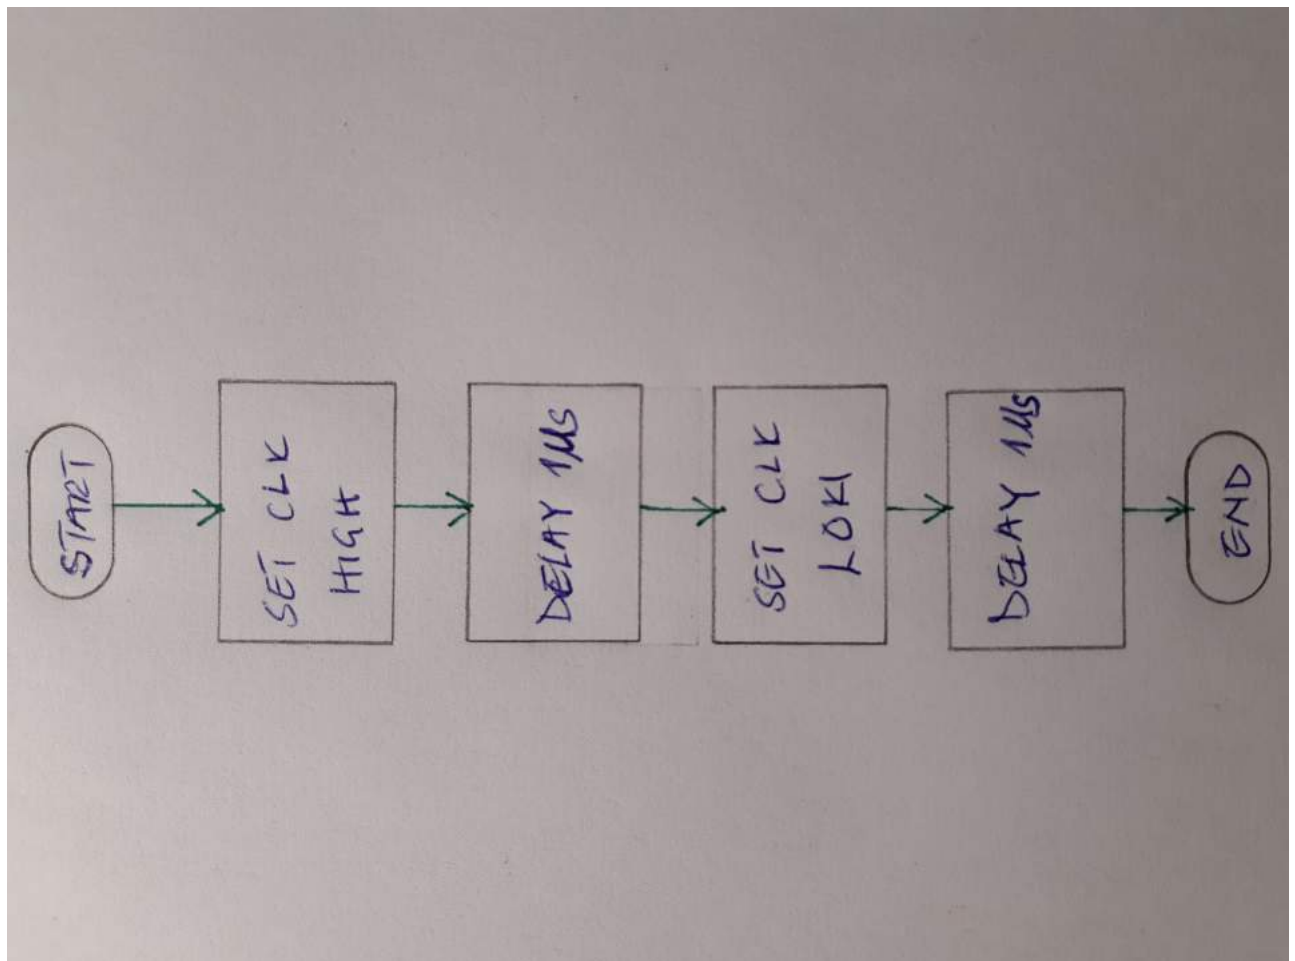 START
SET CLK
HIGH
DELAY 1µs
SET CLK
LOW
DELAY 1µs
END